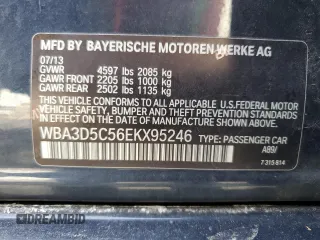 MFD BY BAYERISCHE MOTOREN WERKE AG
07/13
GVWR 4597 lbs 2085 kg
GAWR FRONT 2205 lbs 1000 kg
GAWR REAR 2502 lbs 1135 kg
THIS VEHICLE CONFORMS TO ALL APPLICABLE U.S. FEDERAL MOTOR
VEHICLE SAFETY, BUMPER, AND THEFT PREVENTION STANDARDS IN
EFFECT ON THE DATE OF MANUFACTURE SHOWN ABOVE.
WBA3D5C56EKX95246 TYPE: PASSENGER CAR
A89/
7 315 814
DREAMBID